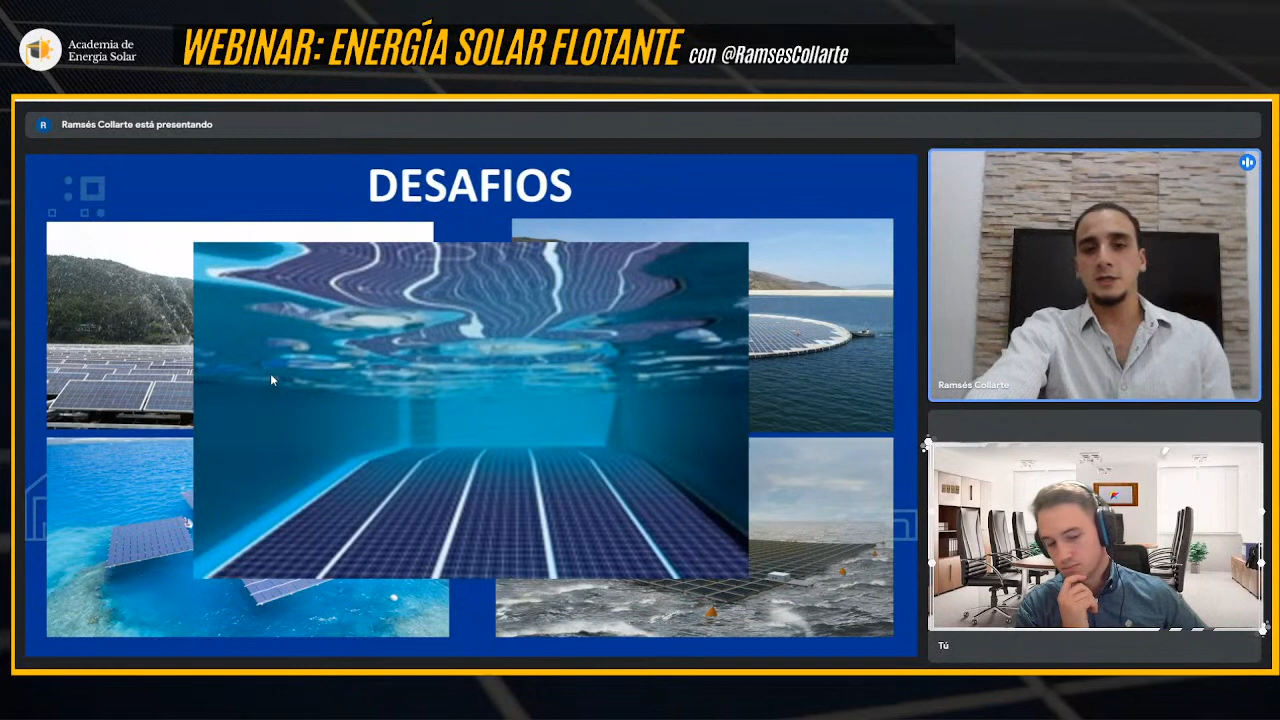 Academia de
Energía Solar
WEBINAR: ENERGÍA SOLAR FLOTANTE con @RamsesCollarte
R Ramsés Collarte está presentando
DESAFIOS
Ramsés Collarte
Tú